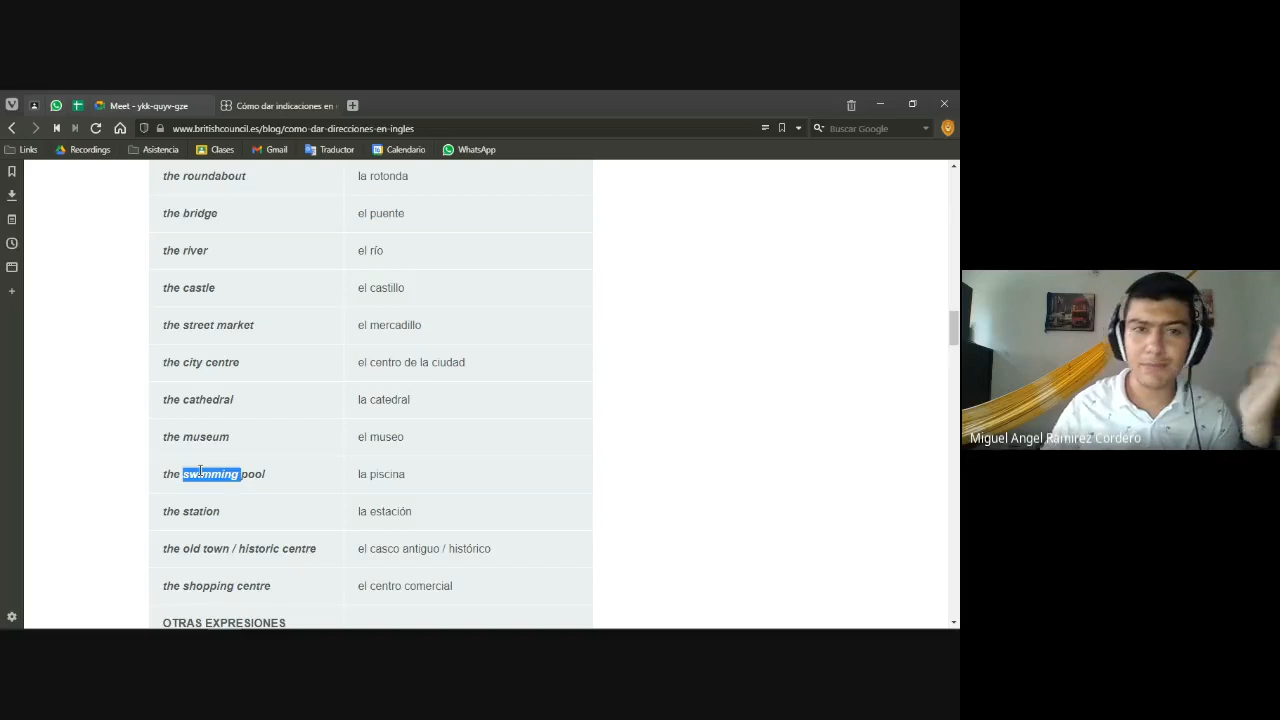 Meet - ykk-quyv-gze
Cómo dar indicaciones en
www.britishcouncil.es/blog/como-dar-direcciones-en-ingles
Buscar Google
Links
Recordings
Asistencia
Clases
Gmail
Traductor
Calendario
WhatsApp
the roundabout la rotonda
the bridge el puente
the river el río
the castle el castillo
the street market el mercadillo
the city centre el centro de la ciudad
the cathedral la catedral
the museum el museo
the swimming pool la piscina
the station la estación
the old town / historic centre el casco antiguo / histórico
the shopping centre el centro comercial
OTRAS EXPRESIONES
Miguel Angel Ramirez Cordero